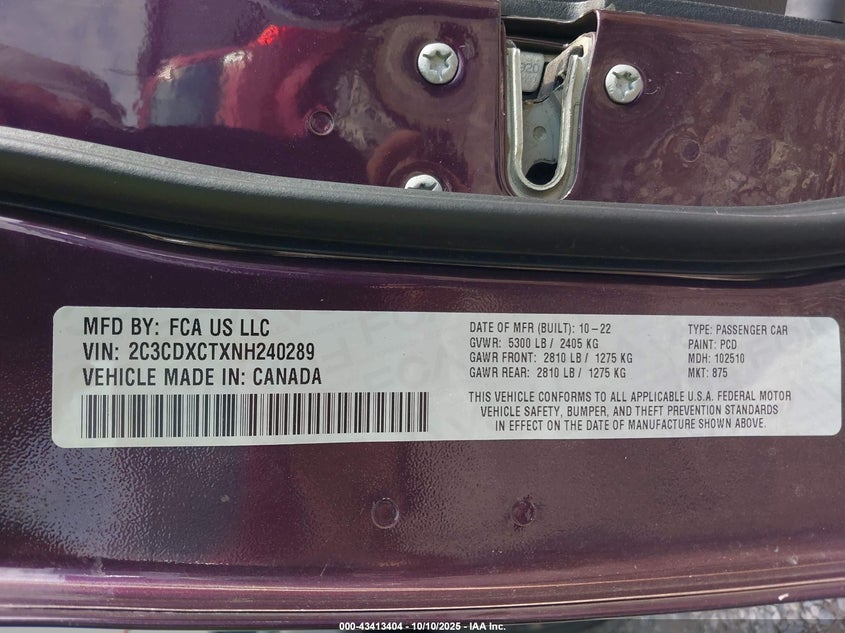 MFD BY: FCA US LLC
VIN: 2C3CDXCTXNH240289
VEHICLE MADE IN: CANADA
DATE OF MFR (BUILT): 10-22
GVWR: 5300 LB / 2405 KG
GAWR FRONT: 2810 LB / 1275 KG
GAWR REAR: 2810 LB / 1275 KG
TYPE: PASSENGER CAR
PAINT: PCD
MDH: 102510
MKT: 875
THIS VEHICLE CONFORMS TO ALL APPLICABLE U.S.A. FEDERAL MOTOR
VEHICLE SAFETY, BUMPER, AND THEFT PREVENTION STANDARDS
IN EFFECT ON THE DATE OF MANUFACTURE SHOWN ABOVE.
000-43413404 - 10/10/2025 - IAA Inc.